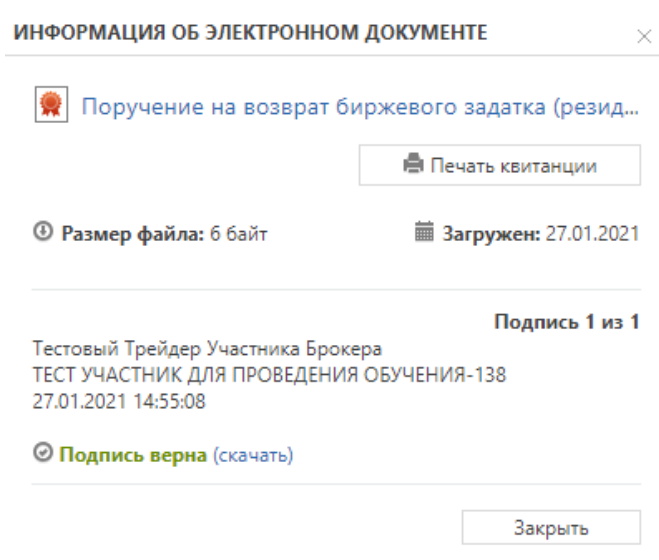 ИНФОРМАЦИЯ ОБ ЭЛЕКТРОННОМ ДОКУМЕНТЕ
Поручение на возврат биржевого задатка (резид...
Печать квитанции
Размер файла: 6 байт Загружен: 27.01.2021
Подпись 1 из 1
Тестовый Трейдер Участника Брокера
ТЕСТ УЧАСТНИК ДЛЯ ПРОВЕДЕНИЯ ОБУЧЕНИЯ-138
27.01.2021 14:55:08
Подпись верна (скачать)
Закрыть